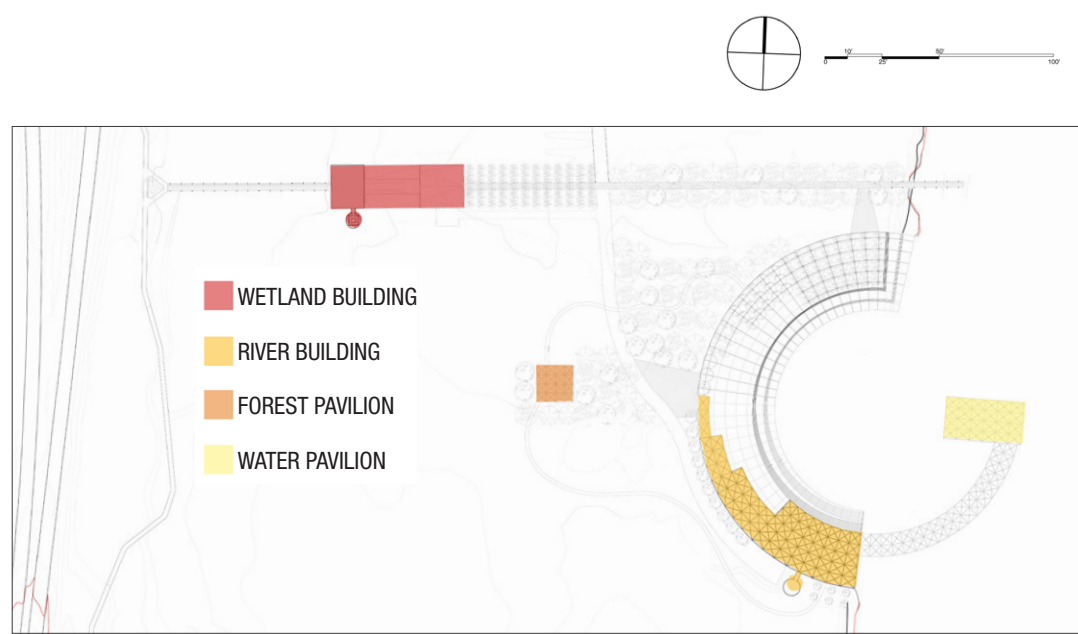 10' 50'
0 25' 100'
WETLAND BUILDING
RIVER BUILDING
FOREST PAVILION
WATER PAVILION